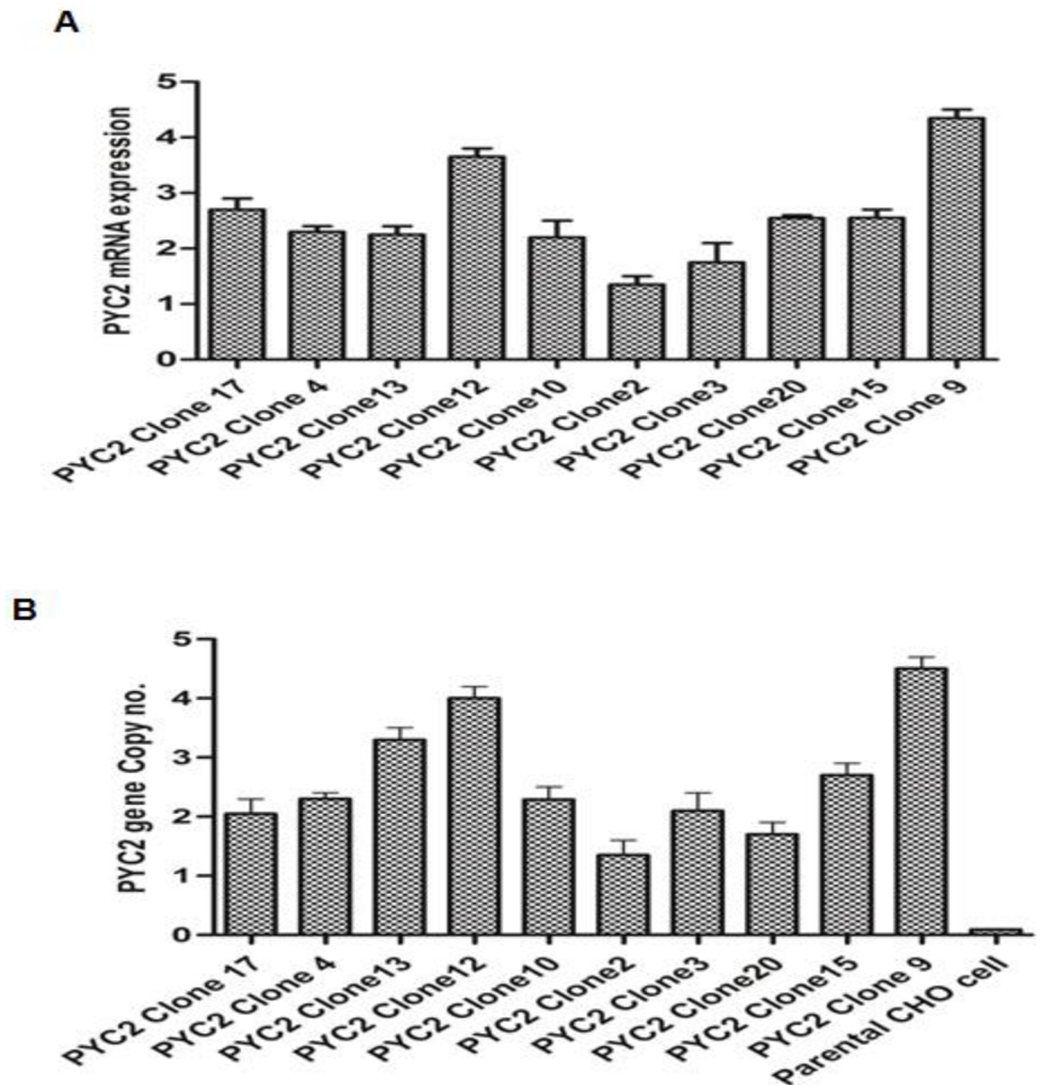 A
PYC2 mRNA expression
5
4
3
2
1
0
PYC2 Clone 17
PYC2 Clone 4
PYC2 Clone13
PYC2 Clone12
PYC2 Clone10
PYC2 Clone2
PYC2 Clone3
PYC2 Clone20
PYC2 Clone15
PYC2 Clone 9
B
PYC2 gene Copy no.
5
4
3
2
1
0
PYC2 Clone 17
PYC2 Clone 4
PYC2 Clone13
PYC2 Clone12
PYC2 Clone10
PYC2 Clone2
PYC2 Clone3
PYC2 Clone20
PYC2 Clone15
PYC2 Clone 9
Parental CHO cell